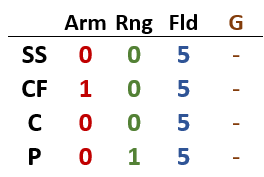 Arm Rng Fld G
SS 0 0 5 -
CF 1 0 5 -
C 0 0 5 -
P 0 1 5 -